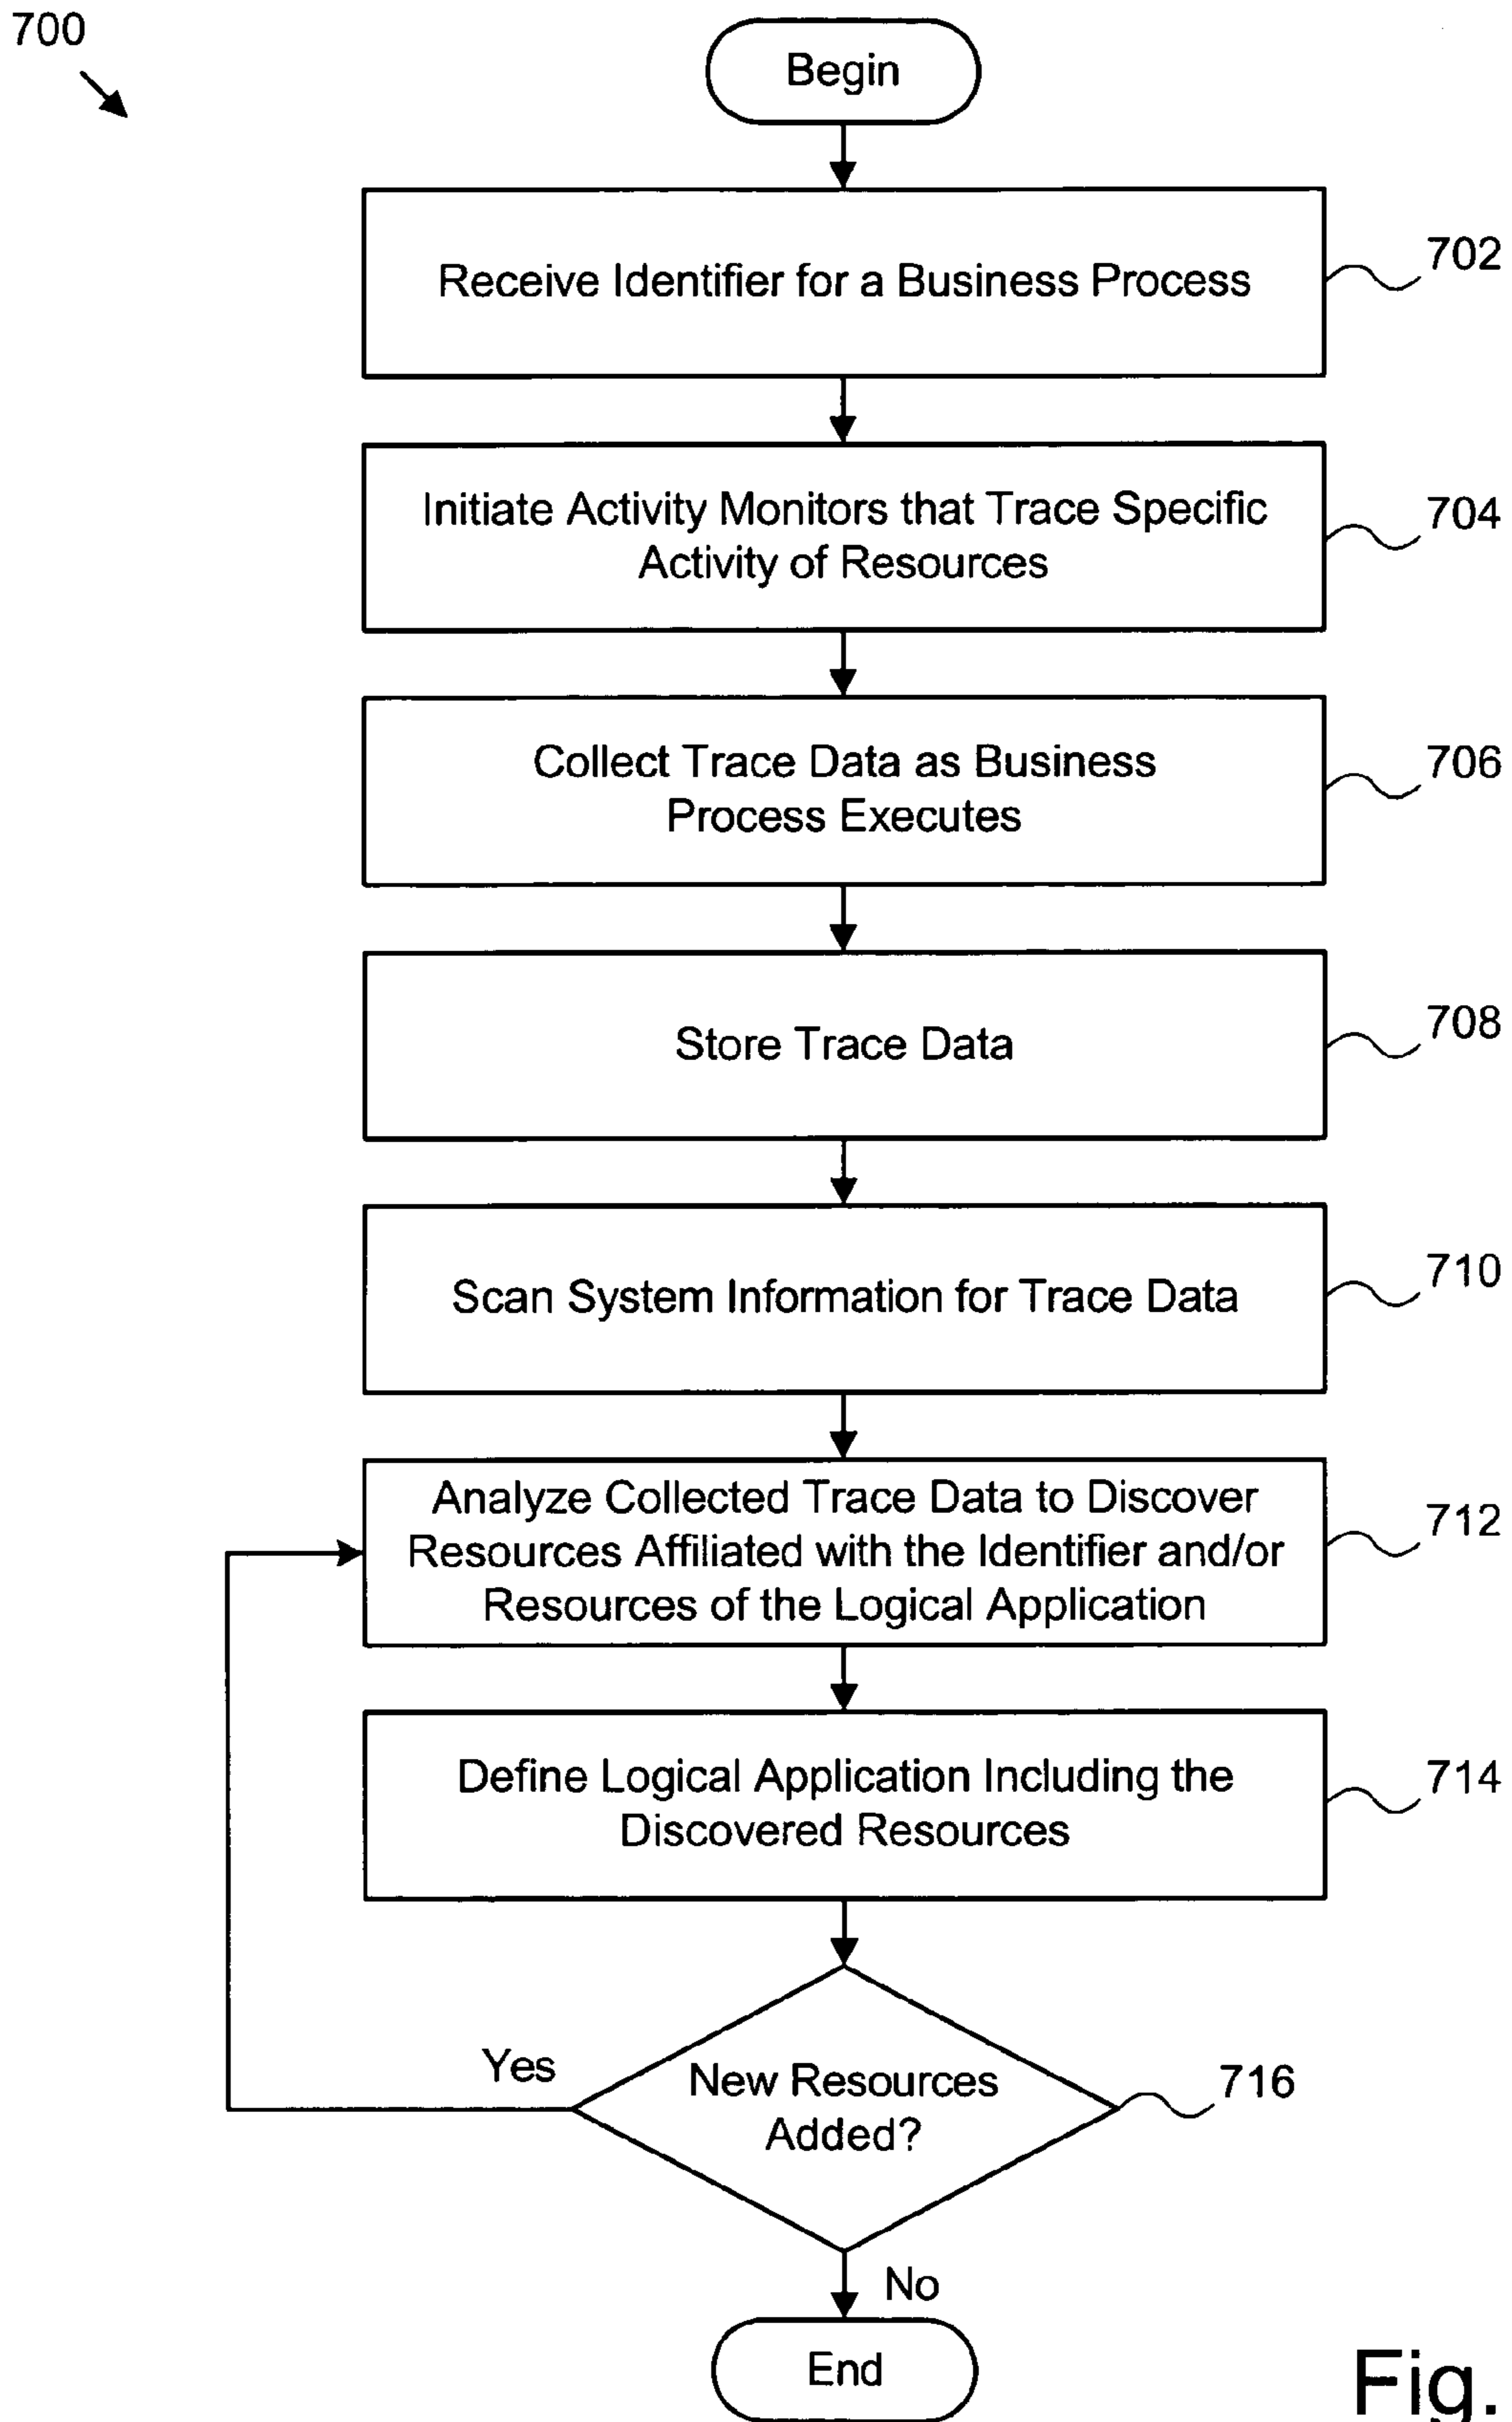 700
Begin
Receive Identifier for a Business Process
702
Initiate Activity Monitors that Trace Specific
Activity of Resources
704
Collect Trace Data as Business
Process Executes
706
Store Trace Data
708
Scan System Information for Trace Data
710
Analyze Collected Trace Data to Discover
Resources Affiliated with the Identifier and/or
Resources of the Logical Application
712
Define Logical Application Including the
Discovered Resources
714
Yes
New Resources
Added?
716
No
End
Fig.